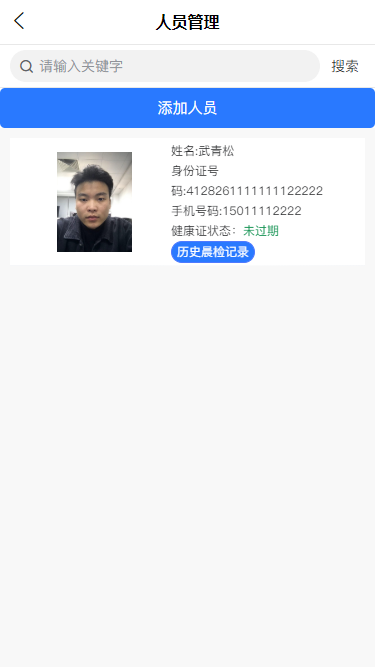 人员管理
请输入关键字
搜索
添加人员
姓名:武青松
身份证号
码:4128261111111122222
手机号码:15011112222
健康证状态：未过期
历史晨检记录